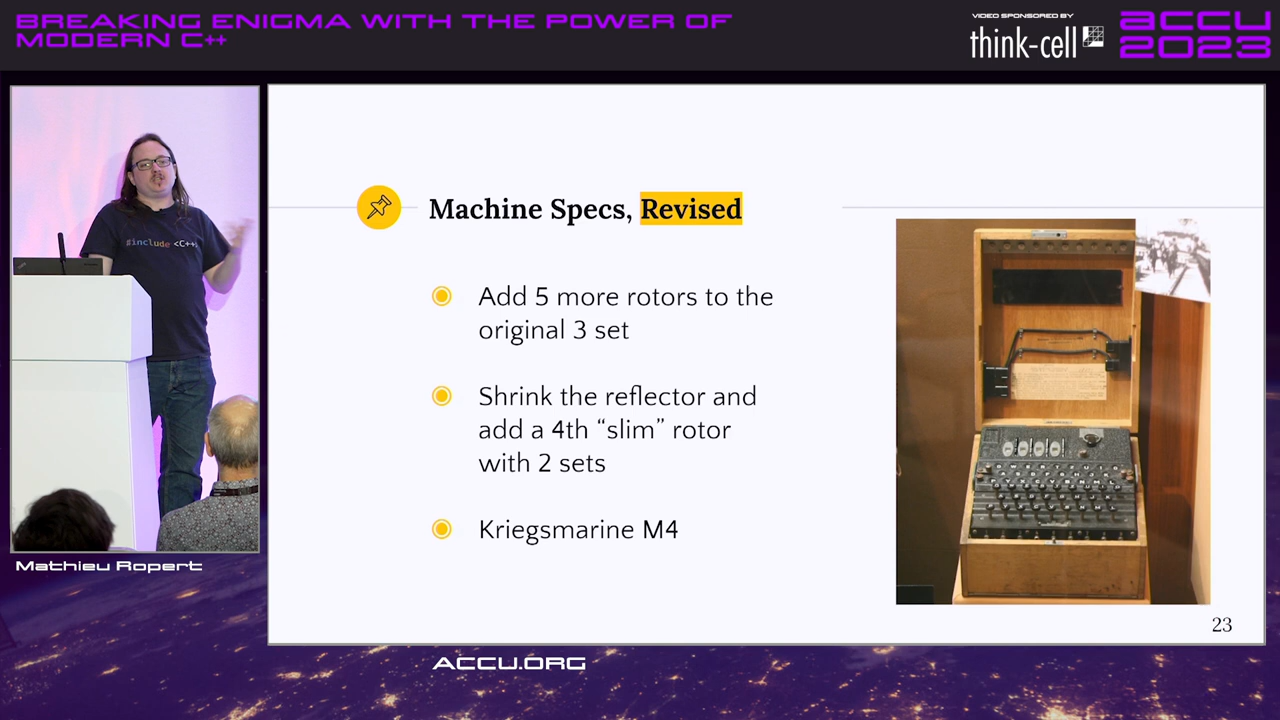 BREAKING ENIGMA WITH THE POWER OF
MODERN C++
VIDEO SPONSORED BY
think-cell
ACCU
2023
#include <C++>
Mathieu Ropert
Machine Specs, Revised
Add 5 more rotors to the
original 3 set
Shrink the reflector and
add a 4th “slim” rotor
with 2 sets
Kriegsmarine M4
23
ACCU.ORG